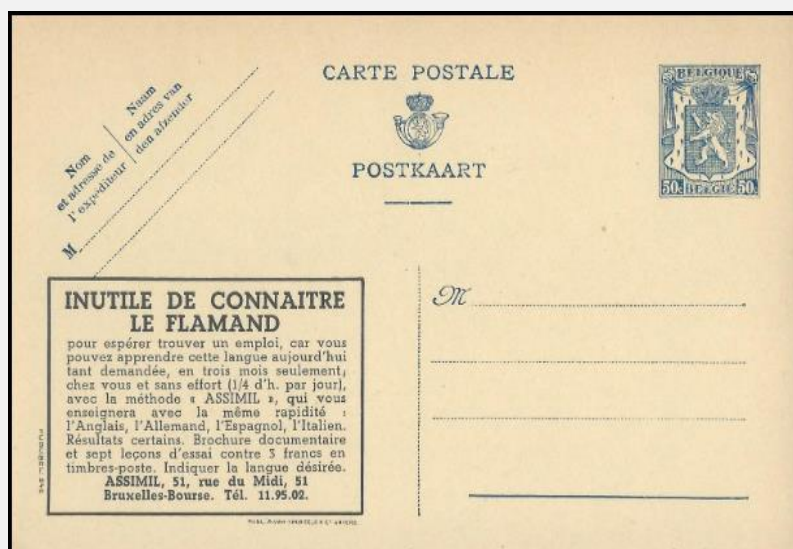 CARTE POSTALE
POSTKAART
BELGIQUE
50c BELGIË 50c
Nom
et adresse de
l'expéditeur
Naam
en adres van
den afzender
M
INUTILE DE CONNAITRE
LE FLAMAND
pour espérer trouver un emploi, car vous
pouvez apprendre cette langue aujourd'hui
tant demandée, en trois mois seulement,
chez vous et sans effort (1/4 d'h. par jour),
avec la méthode « ASSIMIL », qui vous
enseignera avec la même rapidité :
l'Anglais, l'Allemand, l'Espagnol, l'Italien.
Résultats certains. Brochure documentaire
et sept leçons d'essai contre 3 francs en
timbres-poste. Indiquer la langue désirée.
ASSIMIL, 51, rue du Midi, 51
Bruxelles-Bourse. Tél. 11.95.02.
M